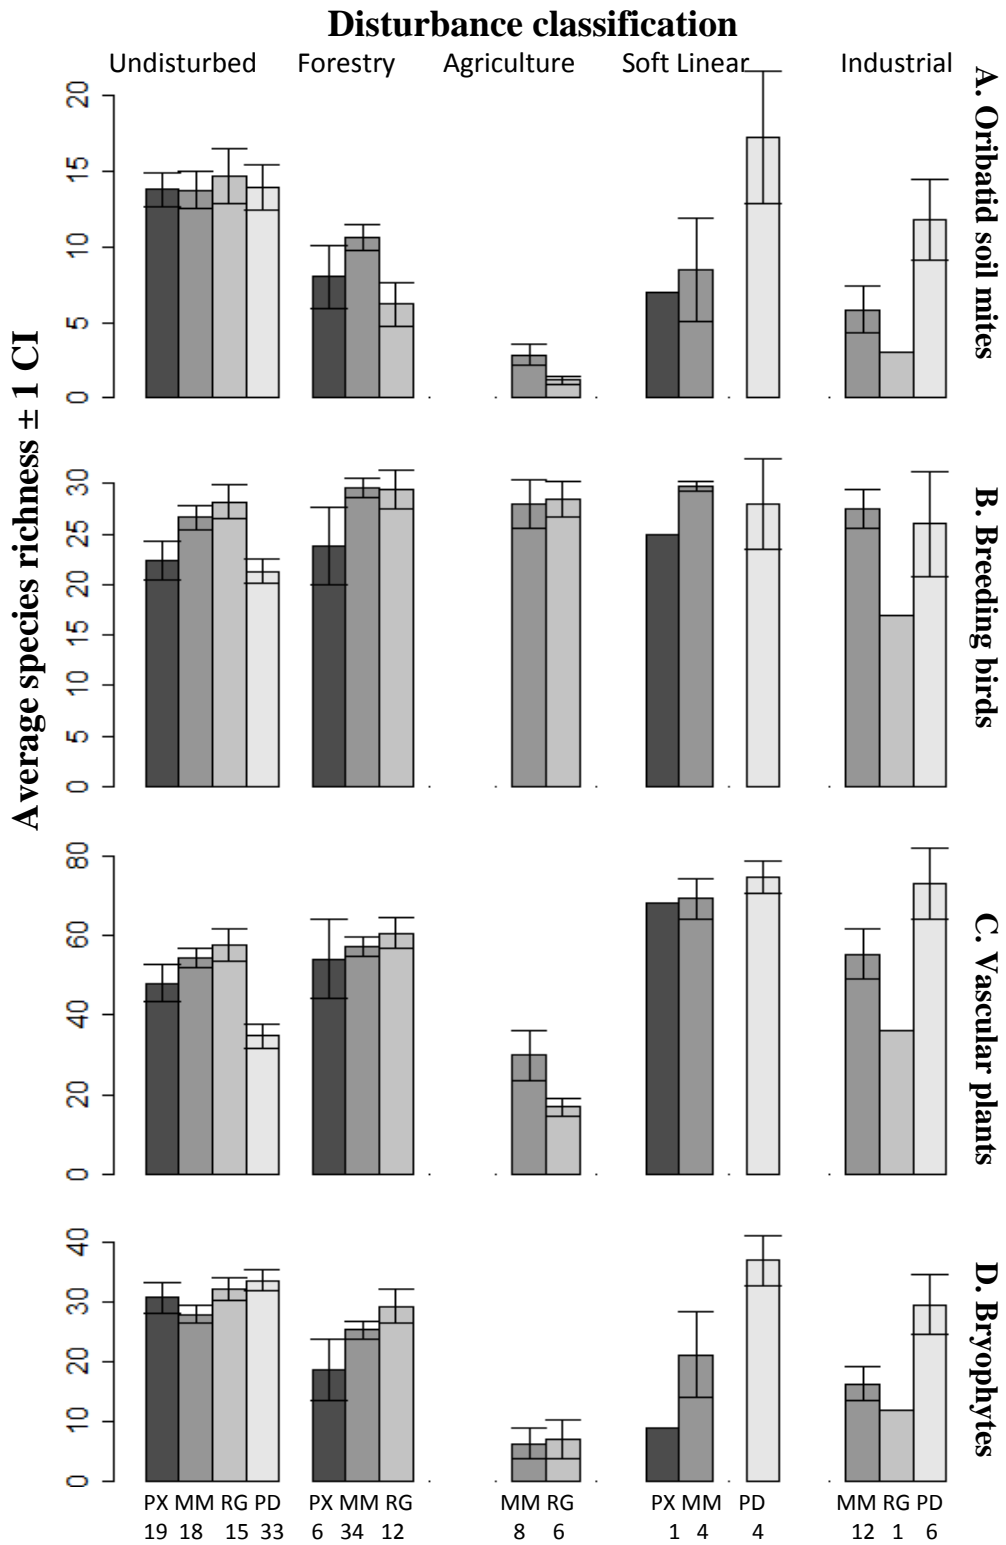 Disturbance classification
Undisturbed Forestry Agriculture Soft Linear Industrial
Average species richness ± 1 CI
A. Oribatid soil mites
20
15
10
5
0
B. Breeding birds
30
25
20
15
10
5
0
C. Vascular plants
80
60
40
20
0
D. Bryophytes
40
30
20
10
0
PX MM RG PD PX MM RG MM RG PX MM PD MM RG PD
19 18 15 33 6 34 12 8 6 1 4 4 12 1 6